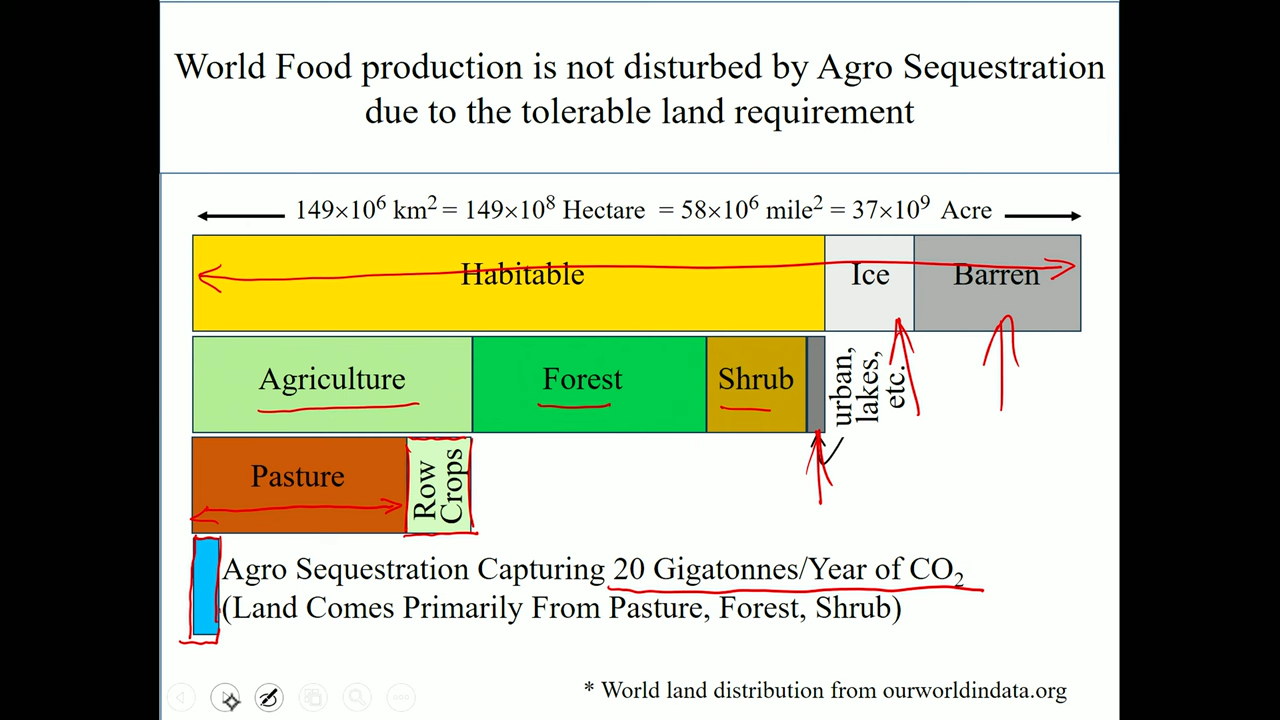 World Food production is not disturbed by Agro Sequestration
due to the tolerable land requirement
149×10⁶ km² = 149×10⁸ Hectare = 58×10⁶ mile² = 37×10⁹ Acre
Habitable
Ice
Barren
Agriculture
Forest
Shrub
urban,
lakes,
etc.
Pasture
Row
Crops
Agro Sequestration Capturing 20 Gigatonnes/Year of CO₂
(Land Comes Primarily From Pasture, Forest, Shrub)
* World land distribution from ourworldindata.org